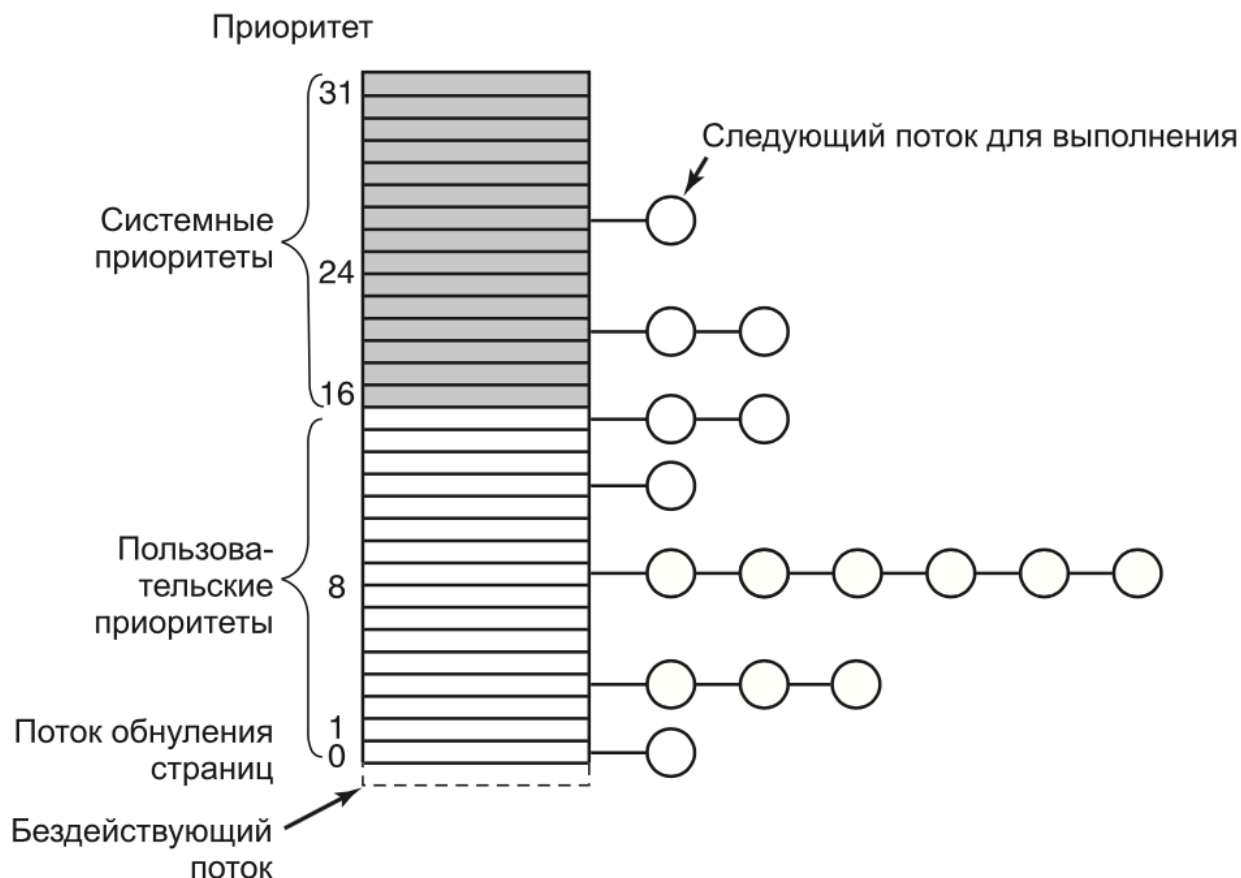 Приоритет
31
Следующий поток для выполнения
Системные
приоритеты
24
16
Пользова-
тельские
приоритеты
8
1
Поток обнуления
страниц
0
Бездействующий
поток